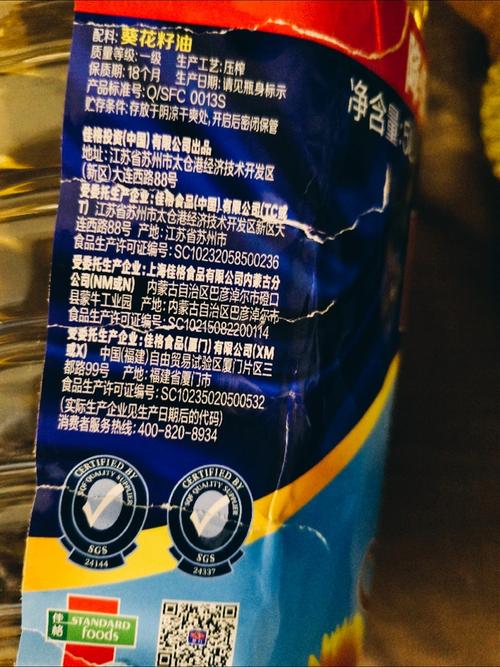 配料: 葵花籽油
质量等级:一级 生产工艺:压榨
保质期:18个月 生产日期:请见瓶身标示
产品标准号:Q/SFC 0013S
贮存条件:存放于阴凉干爽处,开启后密闭保管
净含量:5
佳格投资(中国)有限公司出品
地址:江苏省苏州市太仓港经济技术开发区
(新区)大连西路88号
受委托生产企业:佳格食品(中国)有限公司(TC或
T) 江苏省苏州市太仓港经济技术开发区新区大
连西路88号 产地:江苏省苏州市
食品生产许可证编号:SC10232058500236
受委托生产企业:上海佳格食品有限公司内蒙古分
公司(NM或N) 内蒙古自治区巴彦淖尔市磴口
县蒙牛工业园 产地:内蒙古自治区巴彦淖尔市
食品生产许可证编号:SC10215082200114
受委托生产企业:佳格食品(厦门)有限公司(XM
或X) 中国(福建)自由贸易试验区厦门片区三
都路99号 产地:福建省厦门市
食品生产许可证编号:SC10235020500532
(实际生产企业见生产日期后的代码)
消费者服务热线:400-820-8934
CERTIFIED BY
SQF QUALITY SUPPLIER
SGS
24144
CERTIFIED BY
SQF QUALITY SUPPLIER
SGS
24337
佳格
STANDARD
foods